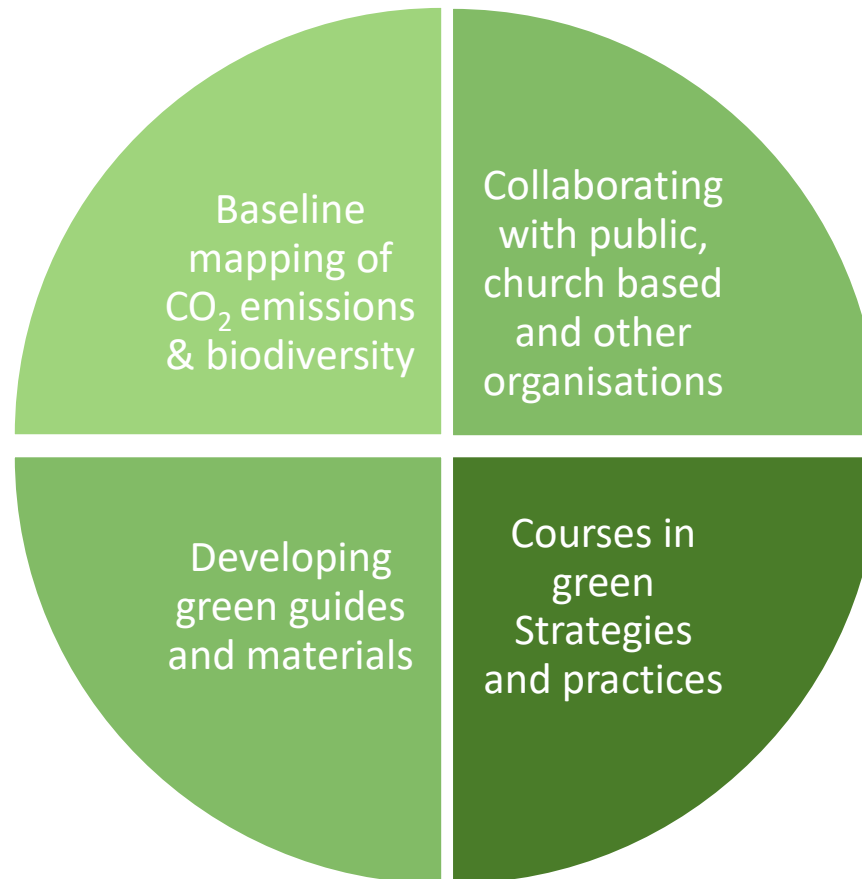 Baseline
mapping of
CO₂ emissions
& biodiversity
Collaborating
with public,
church based
and other
organisations
Developing
green guides
and materials
Courses in
green
Strategies
and practices